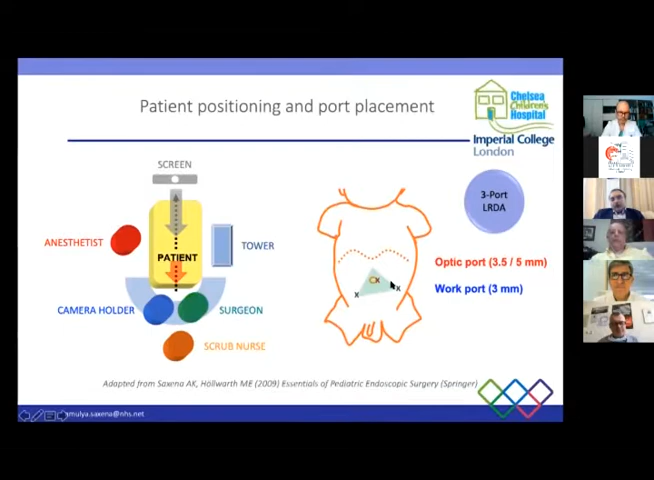 Patient positioning and port placement
Chelsea
Children's
Hospital
Imperial College
London
SCREEN
3-Port
LRDA
ANESTHETIST
TOWER
PATIENT
Optic port (3.5 / 5 mm)
x
x
x
Work port (3 mm)
CAMERA HOLDER
SURGEON
SCRUB NURSE
Adapted from Saxena AK, Höllwarth ME (2009) Essentials of Pediatric Endoscopic Surgery (Springer)
amulya.saxena@nhs.net